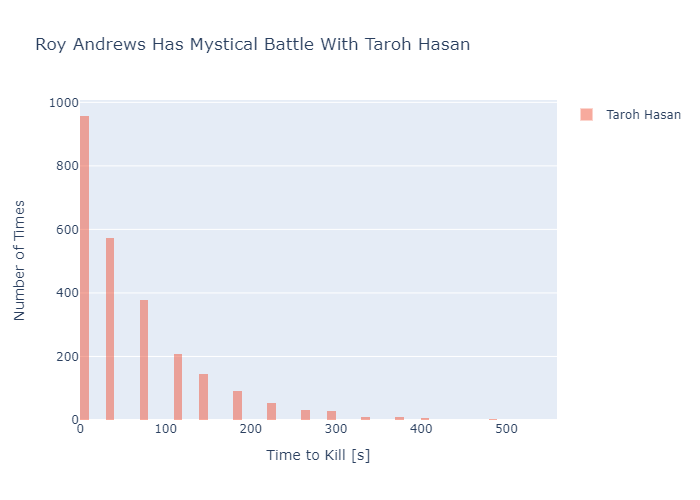 Roy Andrews Has Mystical Battle With Taroh Hasan
1000
800
600
400
200
0
Number of Times
0 100 200 300 400 500
Time to Kill [s]
Taroh Hasan